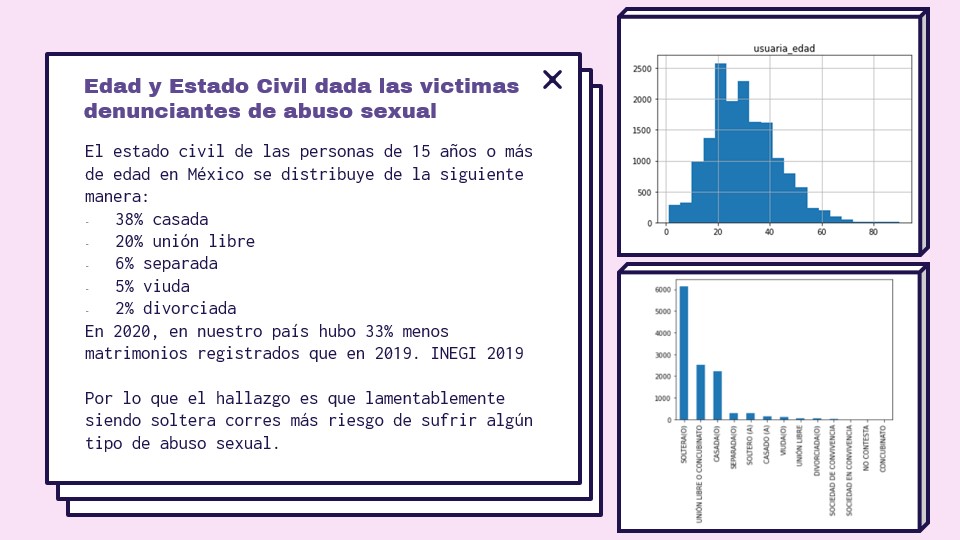 Edad y Estado Civil dada las victimas
denunciantes de abuso sexual
El estado civil de las personas de 15 años o más
de edad en México se distribuye de la siguiente
manera:
- 38% casada
- 20% unión libre
- 6% separada
- 5% viuda
- 2% divorciada
En 2020, en nuestro país hubo 33% menos
matrimonios registrados que en 2019. INEGI 2019
Por lo que el hallazgo es que lamentablemente
siendo soltera corres más riesgo de sufrir algún
tipo de abuso sexual.
usuaria_edad
2500
2000
1500
1000
500
0
0 20 40 60 80
6000
5000
4000
3000
2000
1000
0
SOLTERA(O)
UNIÓN LIBRE O CONCUBINATO
CASADA(O)
SEPARADA(O)
SOLTERO (A)
CASADO (A)
VIUDA(O)
UNIÓN LIBRE
DIVORCIADA(O)
SOCIEDAD DE CONVIVENCIA
SOCIEDAD EN CONVIVENCIA
NO CONTESTA
CONCUBINATO